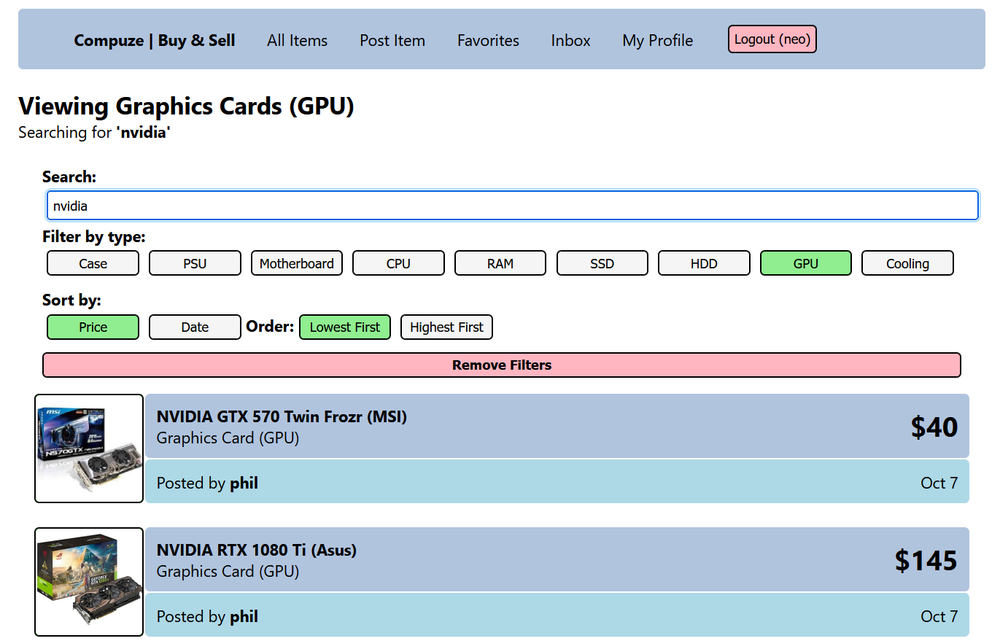 Compuze | Buy & Sell All Items Post Item Favorites Inbox My Profile Logout (neo)
Viewing Graphics Cards (GPU)
Searching for 'nvidia'
Search:
nvidia
Filter by type:
Case PSU Motherboard CPU RAM SSD HDD GPU Cooling
Sort by:
Price Date Order: Lowest First Highest First
Remove Filters
NVIDIA GTX 570 Twin Frozr (MSI)
Graphics Card (GPU)
$40
Posted by phil Oct 7
NVIDIA RTX 1080 Ti (Asus)
Graphics Card (GPU)
$145
Posted by phil Oct 7